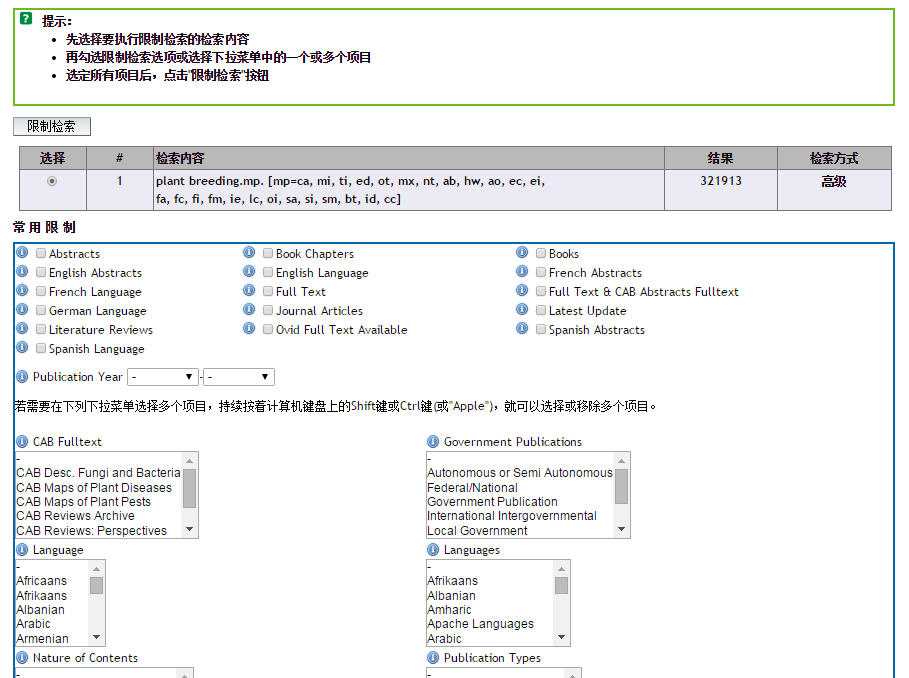 提示：
先选择要执行限制检索的检索内容
再勾选限制检索选项或选择下拉菜单中的一个或多个项目
选定所有项目后，点击"限制检索"按钮
限制检索
选择 # 检索内容 结果 检索方式
1 plant breeding.mp. [mp=ca, mi, ti, ed, ot, mx, nt, ab, hw, ao, ec, ei, 321913 高级
fa, fc, fi, fm, ie, lc, oi, sa, si, sm, bt, id, cc]
常用限制
Abstracts Book Chapters Books
English Abstracts English Language French Abstracts
French Language Full Text Full Text & CAB Abstracts Fulltext
German Language Journal Articles Latest Update
Literature Reviews Ovid Full Text Available Spanish Abstracts
Spanish Language
Publication Year - - -
若需要在下列下拉菜单选择多个项目，持续按着计算机键盘上的Shift键或Ctrl键(或"Apple")，就可以选择或移除多个项目。
CAB Fulltext Government Publications
- -
CAB Desc. Fungi and Bacteria Autonomous or Semi Autonomous
CAB Maps of Plant Diseases Federal/National
CAB Maps of Plant Pests Government Publication
CAB Reviews Archive International Intergovernmental
CAB Reviews: Perspectives Local Government
Language Languages
- -
Africaans Afrikaans
Afrikaans Albanian
Albanian Amharic
Arabic Apache Languages
Armenian Arabic
Nature of Contents Publication Types
- -